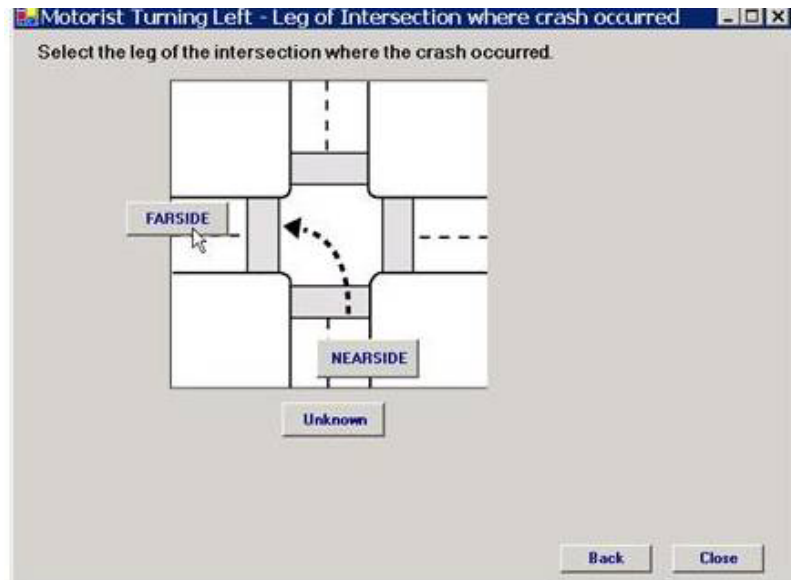 Motorist Turning Left - Leg of Intersection where crash occurred
Select the leg of the intersection where the crash occurred.
FARSIDE
NEARSIDE
Unknown
Back
Close